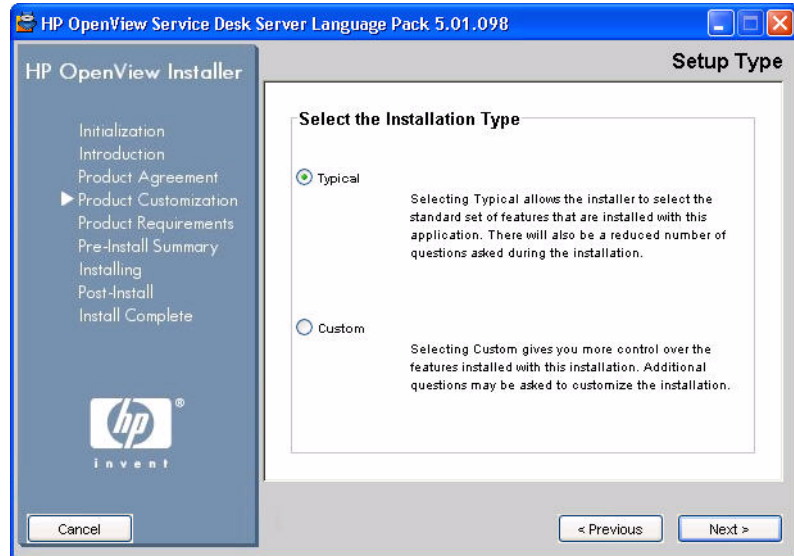 HP OpenView Service Desk Server Language Pack 5.01.098
HP OpenView Installer
Setup Type
Initialization
Introduction
Product Agreement
Product Customization
Product Requirements
Pre-Install Summary
Installing
Post-Install
Install Complete
hp
®
invent
Select the Installation Type
Typical
Selecting Typical allows the installer to select the
standard set of features that are installed with this
application. There will also be a reduced number of
questions asked during the installation.
Custom
Selecting Custom gives you more control over the
features installed with this installation. Additional
questions may be asked to customize the installation.
Cancel
< Previous
Next >